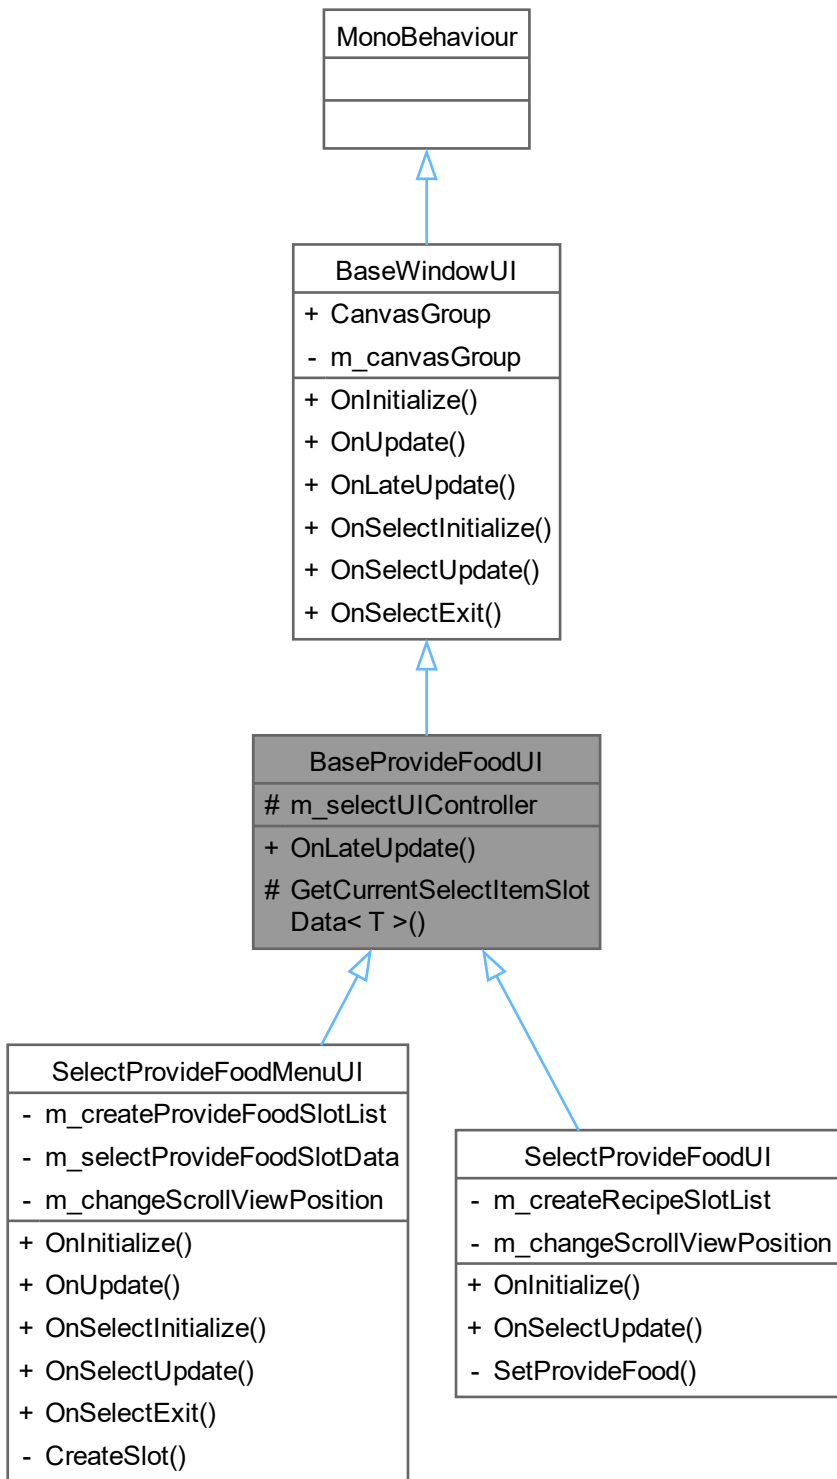 MonoBehaviour
BaseWindowUI
+ CanvasGroup
- m_canvasGroup
+ OnInitialize()
+ OnUpdate()
+ OnLateUpdate()
+ OnSelectInitialize()
+ OnSelectUpdate()
+ OnSelectExit()
BaseProvideFoodUI
# m_selectUIController
+ OnLateUpdate()
# GetCurrentSelectItemSlot
Data< T >()
SelectProvideFoodMenuUI
- m_createProvideFoodSlotList
- m_selectProvideFoodSlotData
- m_changeScrollViewPosition
+ OnInitialize()
+ OnUpdate()
+ OnSelectInitialize()
+ OnSelectUpdate()
+ OnSelectExit()
- CreateSlot()
SelectProvideFoodUI
- m_createRecipeSlotList
- m_changeScrollViewPosition
+ OnInitialize()
+ OnSelectUpdate()
- SetProvideFood()